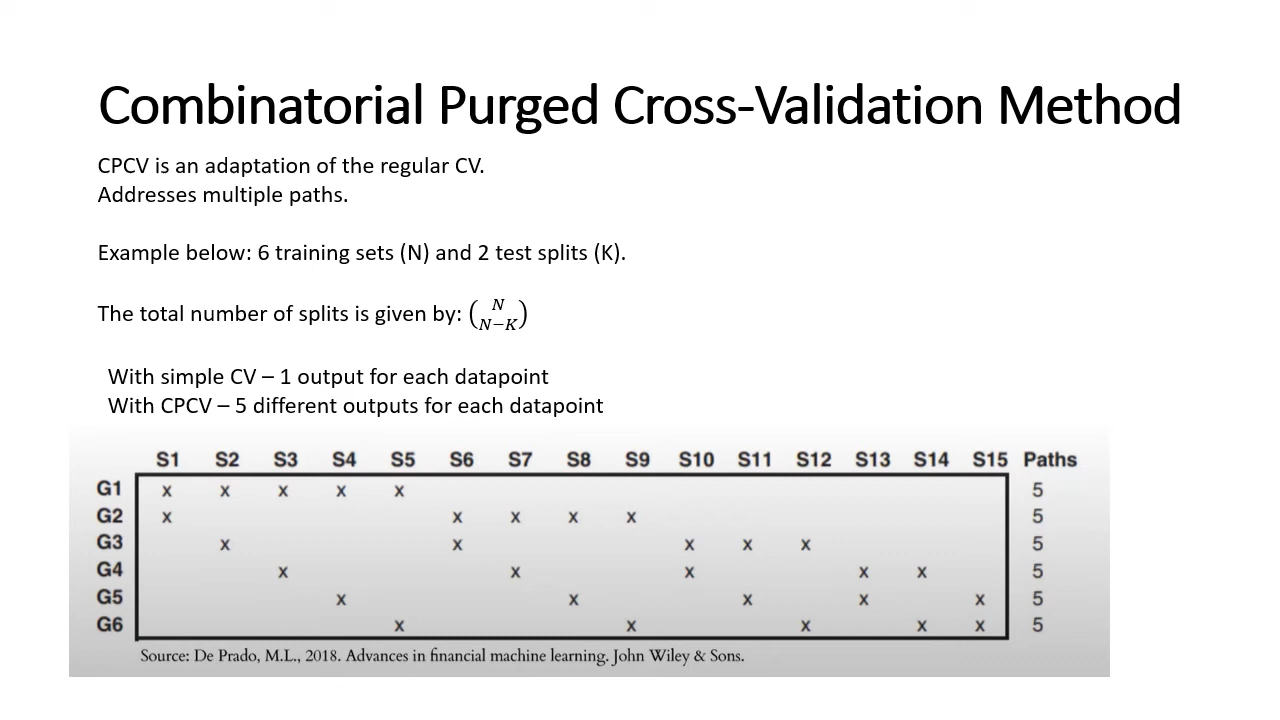 Combinatorial Purged Cross-Validation Method
CPCV is an adaptation of the regular CV.
Addresses multiple paths.
Example below: 6 training sets (N) and 2 test splits (K).
The total number of splits is given by: (N N−K)
With simple CV – 1 output for each datapoint
With CPCV – 5 different outputs for each datapoint
S1 S2 S3 S4 S5 S6 S7 S8 S9 S10 S11 S12 S13 S14 S15 Paths
G1 x x x x x 5
G2 x x x x x 5
G3 x x x x x 5
G4 x x x x x 5
G5 x x x x x 5
G6 x x x x x 5
Source: De Prado, M.L., 2018. Advances in financial machine learning. John Wiley & Sons.